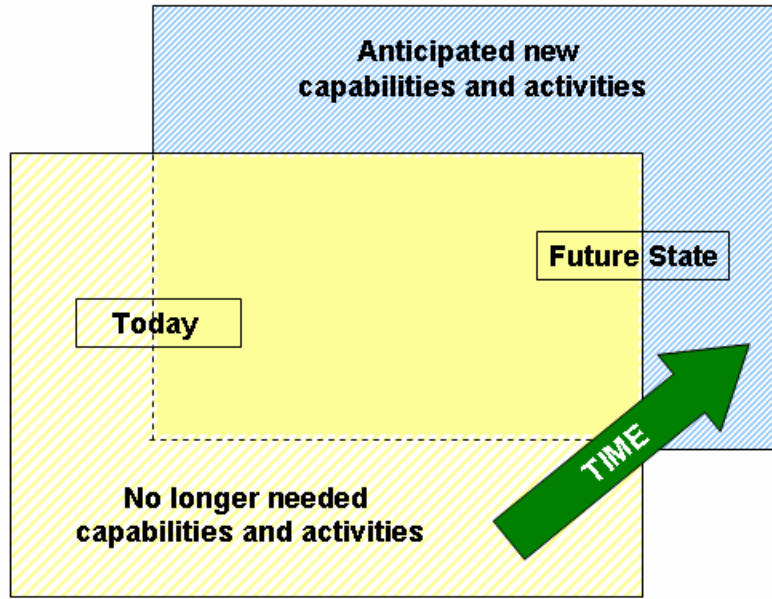 Anticipated new
capabilities and activities
Future State
Today
TIME
No longer needed
capabilities and activities